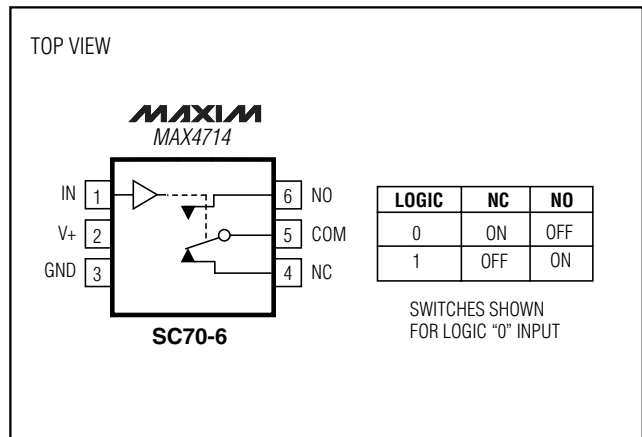 TOP VIEW
MAXIM
MAX4714
IN 1
V+ 2
GND 3
6 NO
5 COM
4 NC
SC70-6
LOGIC NC NO
0 ON OFF
1 OFF ON
SWITCHES SHOWN
FOR LOGIC “0” INPUT